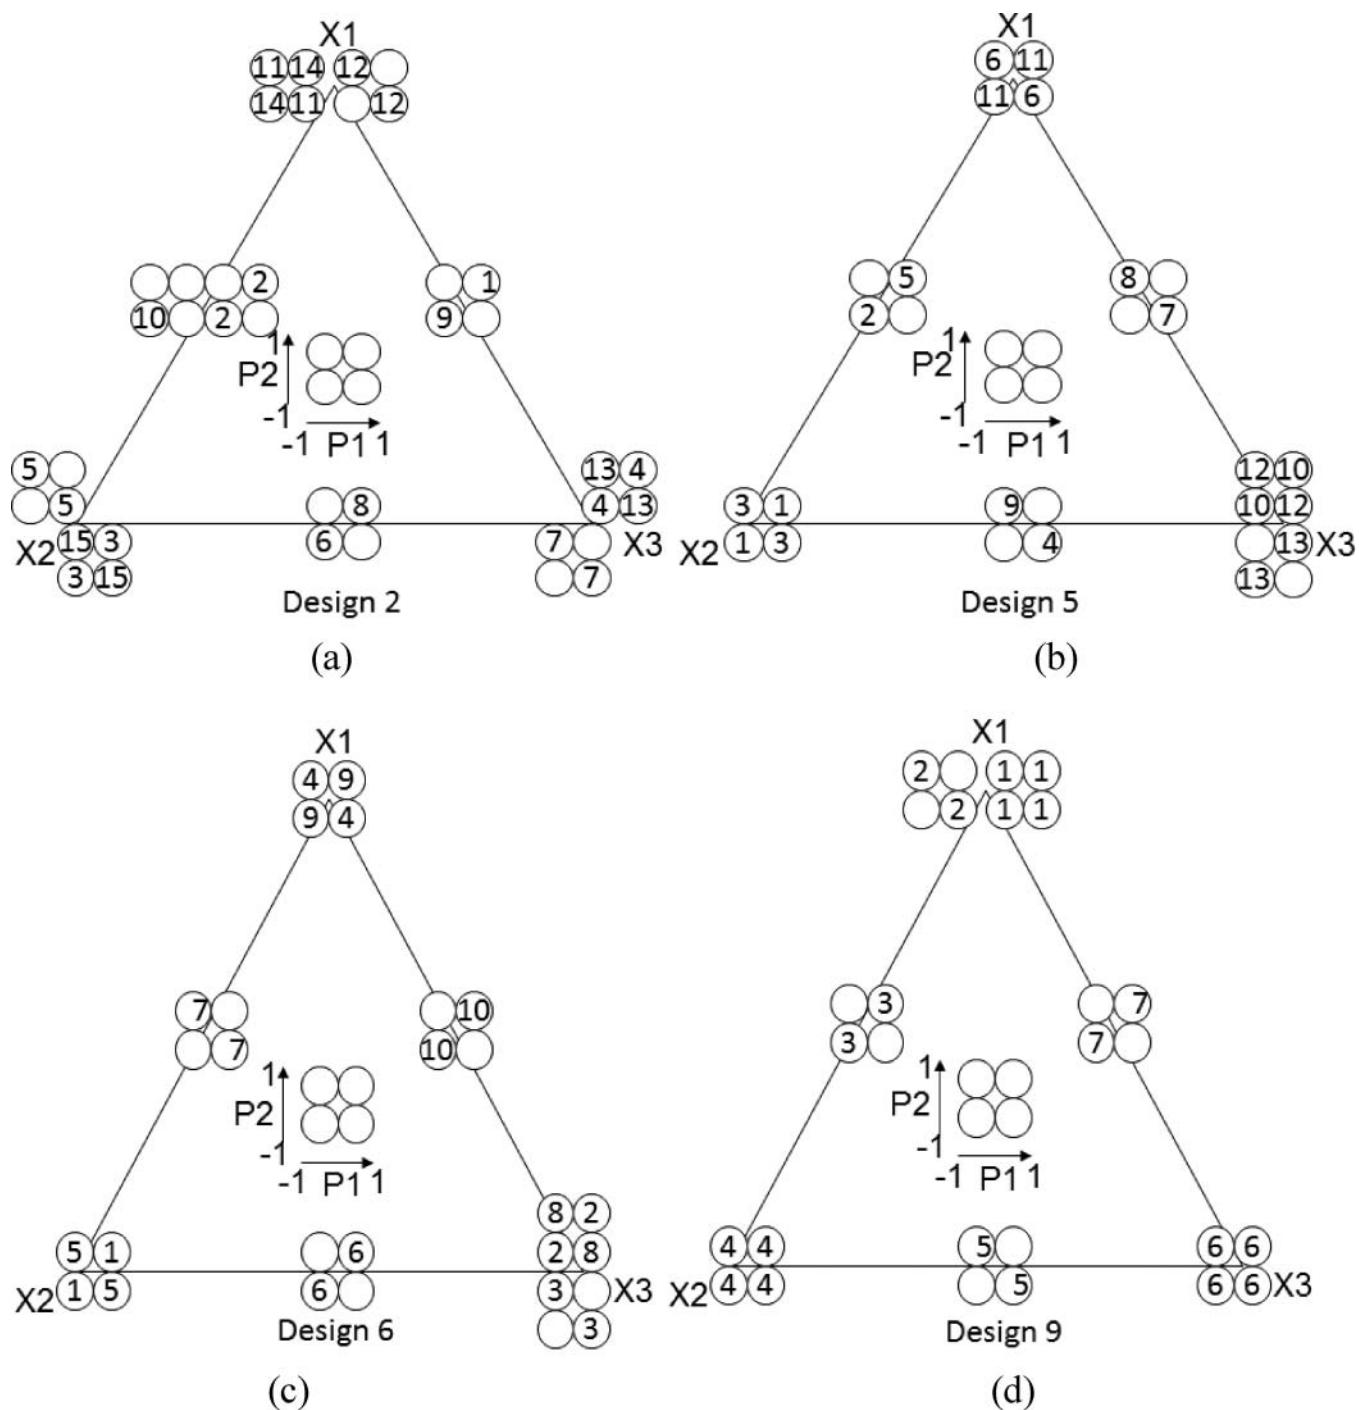 X1
11 14 12
14 11 12
2
10 2
1
9
1
P2
-1
-1 P1 1
5
5
X2 15 3
3 15
8
6
13 4
4 13
7 X3
7
Design 2
(a)
X1
6 11
11 6
5
2
8
7
1
P2
-1
-1 P1 1
3 1
X2 1 3
9
4
12 10
10 12
13 X3
13
Design 5
(b)
X1
4 9
9 4
7
7
10
10
1
P2
-1
-1 P1 1
5 1
X2 1 5
6
6
8 2
2 8
3 X3
3
Design 6
(c)
X1
2 1 1
2 1 1
3
3
7
7
1
P2
-1
-1 P1 1
4 4
X2 4 4
5
5
6 6
6 6 X3
Design 9
(d)